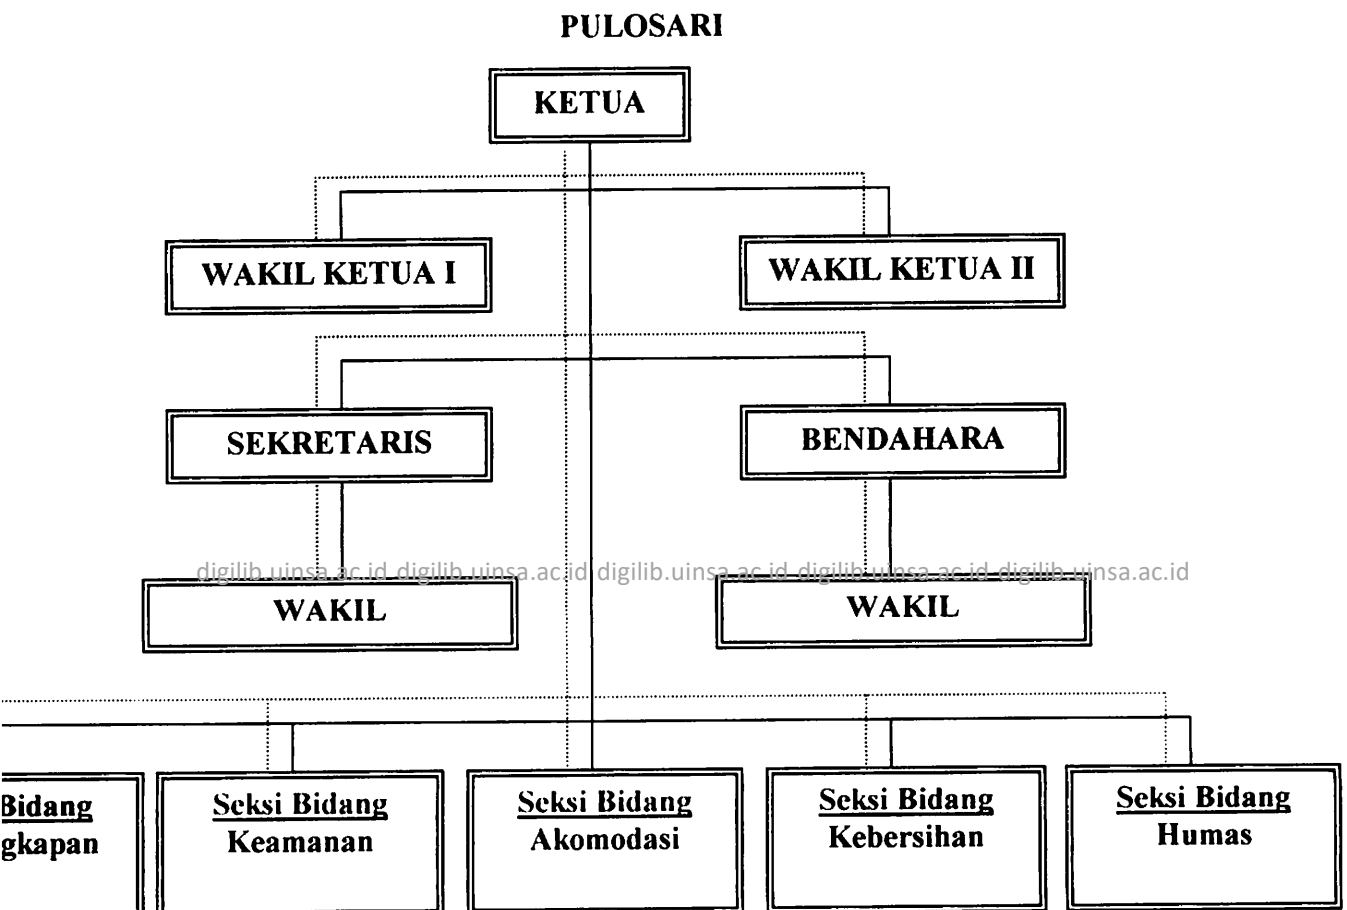 PULOSARI
KETUA
WAKIL KETUA I
WAKIL KETUA II
SEKRETARIS
BENDAHARA
digilib.uinsa.ac.id digilib.uinsa.ac.id digilib.uinsa.ac.id digilib.uinsa.ac.id digilib.uinsa.ac.id
WAKIL
WAKIL
Bidang
gkapan
Seksi Bidang
Keamanan
Seksi Bidang
Akomodasi
Seksi Bidang
Kebersihan
Seksi Bidang
Humas